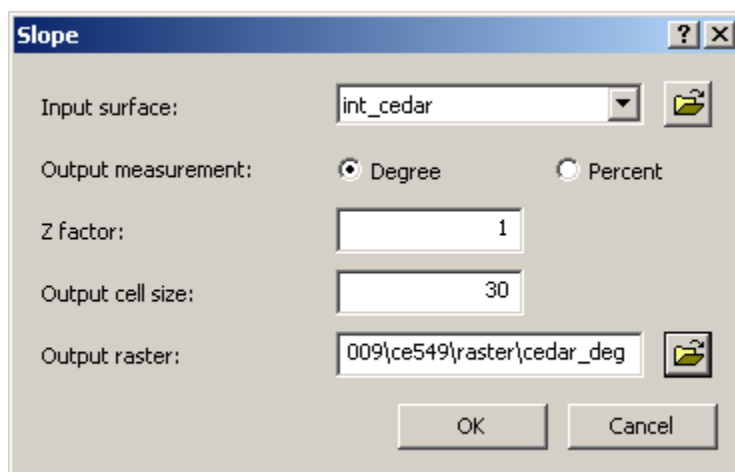 Slope
Input surface: int_cedar
Output measurement: Degree Percent
Z factor: 1
Output cell size: 30
Output raster: 009\ce549\raster\cedar_deg
OK Cancel